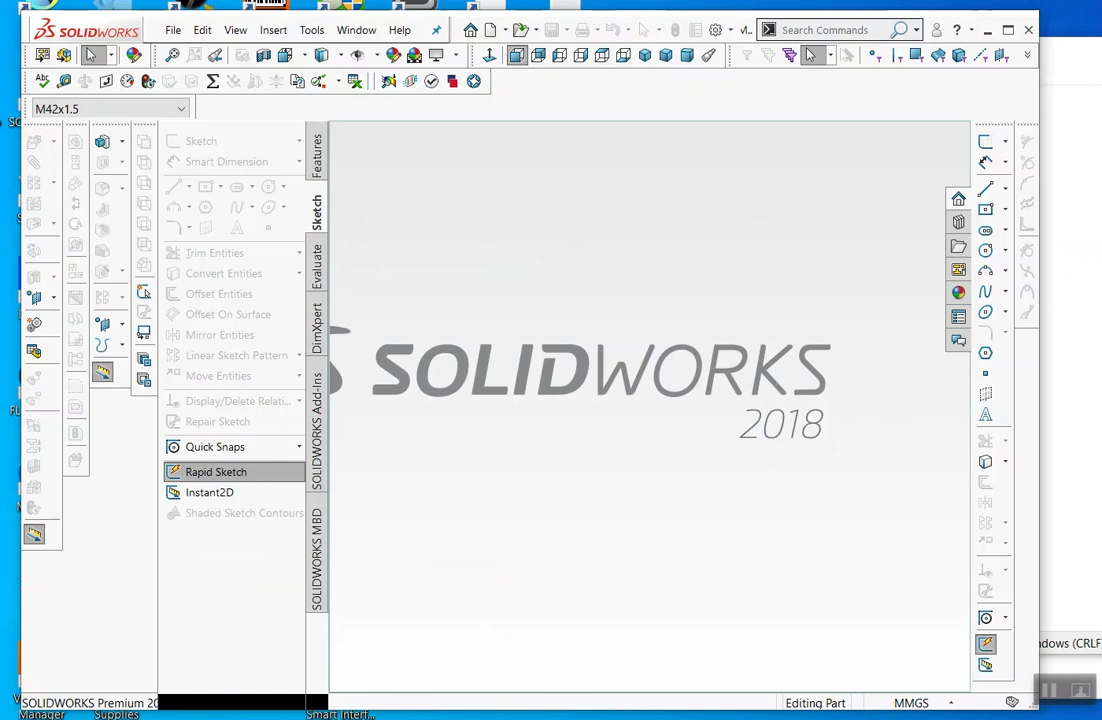 SOLIDWORKS
File
Edit
View
Insert
Tools
Window
Help
Search Commands
M42x1.5
Sketch
Smart Dimension
Trim Entities
Convert Entities
Offset Entities
Offset On Surface
Mirror Entities
Linear Sketch Pattern
Move Entities
Display/Delete Relati...
Repair Sketch
Quick Snaps
Rapid Sketch
Instant2D
Shaded Sketch Contours
Features
Sketch
Evaluate
DimXpert
SOLIDWORKS Add-Ins
SOLIDWORKS MBD
SOLIDWORKS
2018
ndows (CRLF
SOLIDWORKS Premium 20
Editing Part
MMGS
Manager
Supplies
Smart Interf...